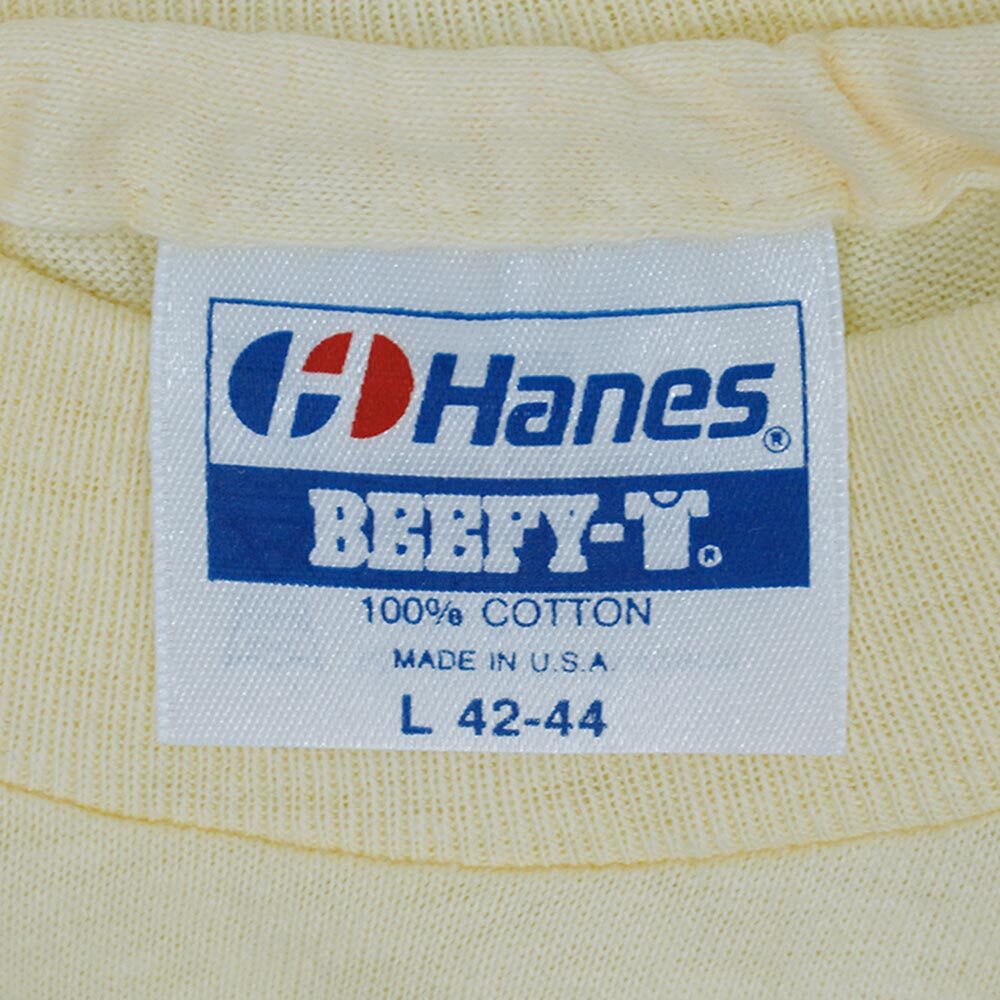 Hanes®
BEEFY-T®
100% COTTON
MADE IN U.S.A.
L 42-44